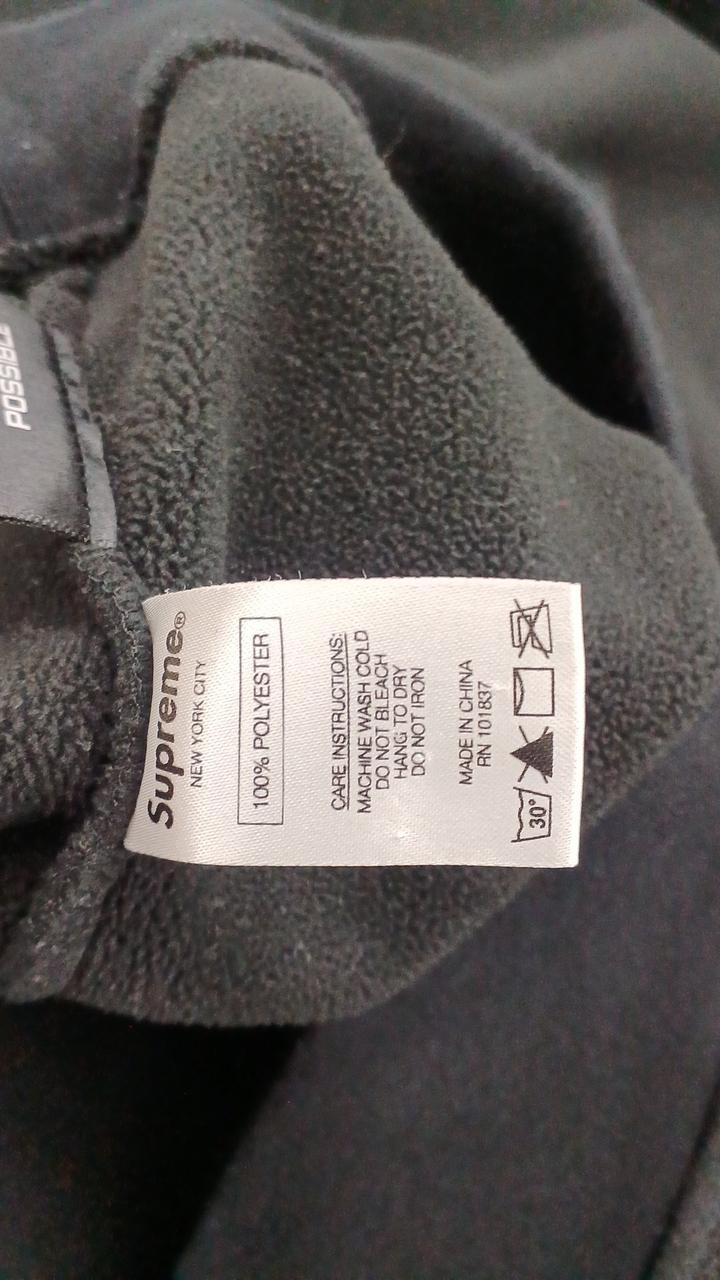 POSSIBLE
Supreme®
NEW YORK CITY
100% POLYESTER
CARE INSTRUCTIONS:
MACHINE WASH COLD
DO NOT BLEACH
HANG TO DRY
DO NOT IRON
MADE IN CHINA
RN 101837
30°